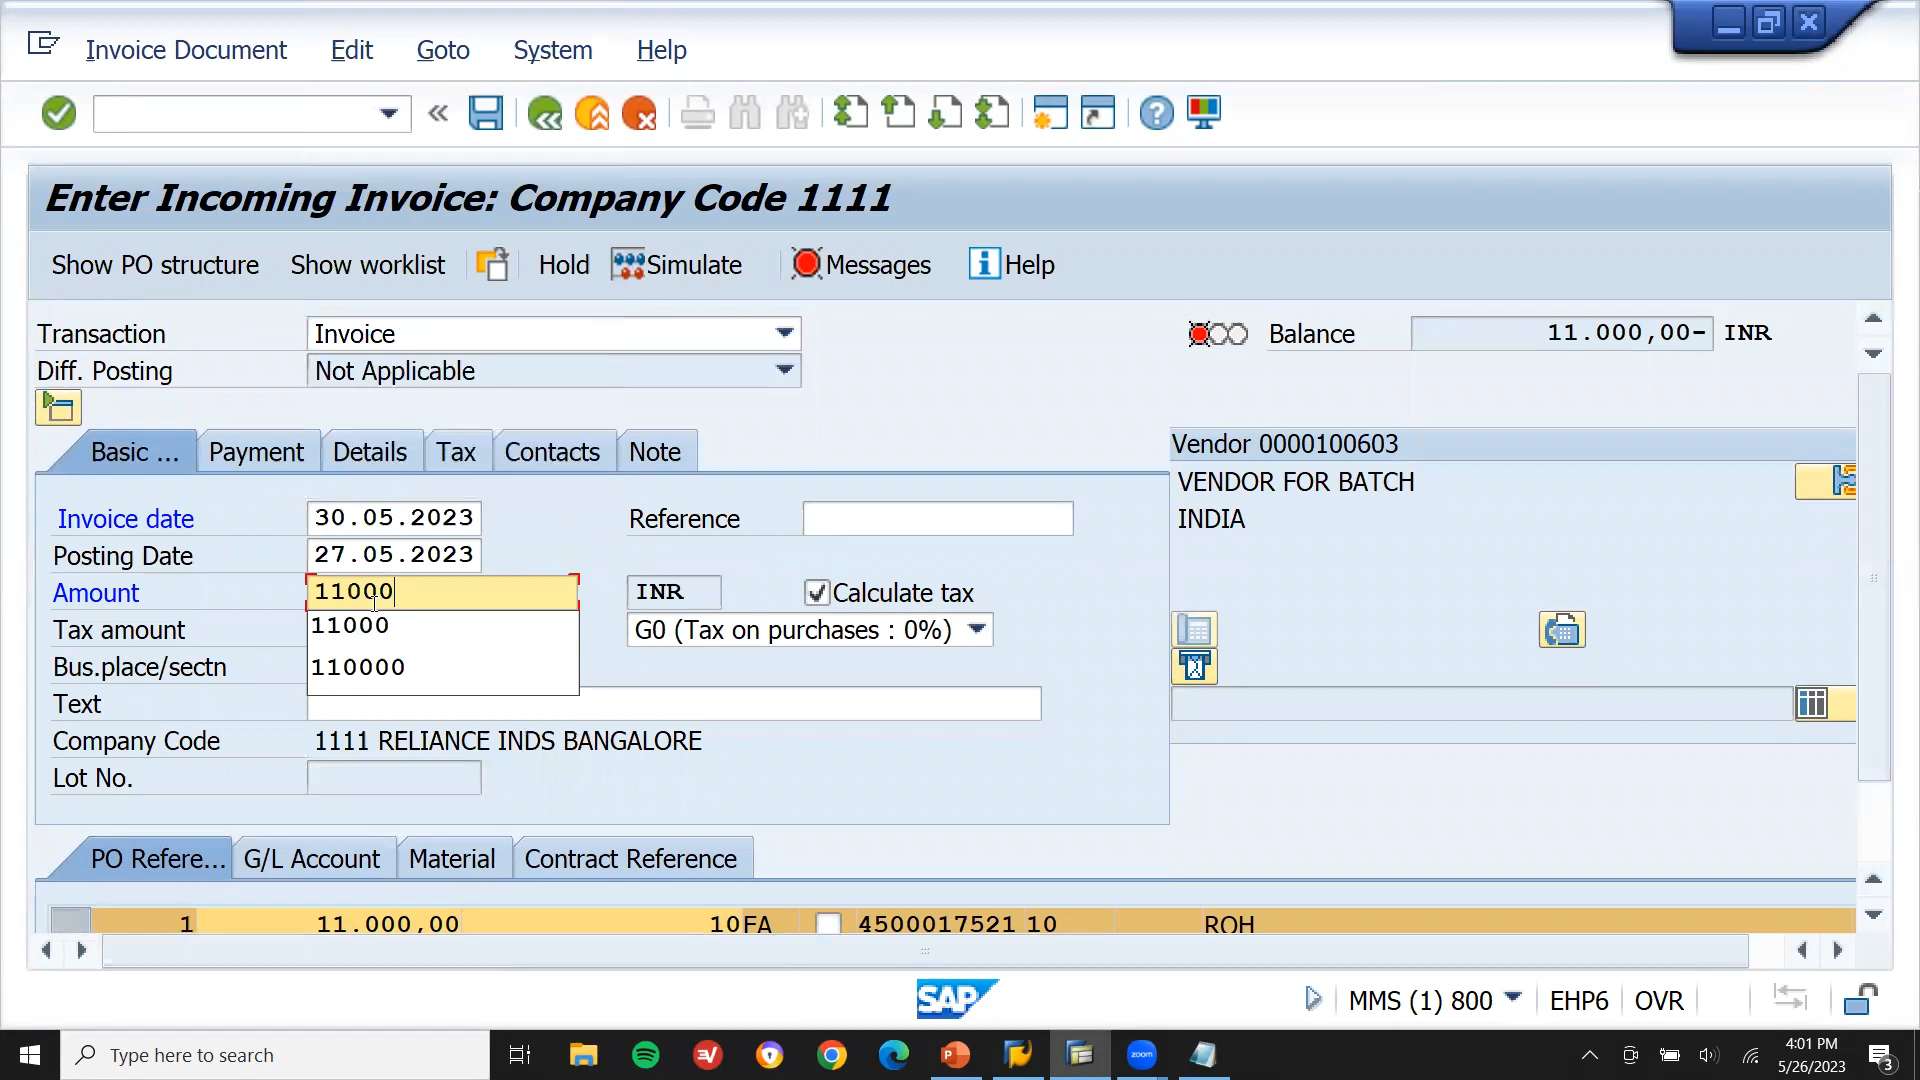 Invoice Document Edit Goto System Help
Enter Incoming Invoice: Company Code 1111
Show PO structure Show worklist Hold Simulate Messages Help
Transaction Invoice Balance 11.000,00- INR
Diff. Posting Not Applicable
Basic ... Payment Details Tax Contacts Note
Vendor 0000100603
VENDOR FOR BATCH
INDIA
Invoice date 30.05.2023 Reference
Posting Date 27.05.2023
Amount 11000 INR Calculate tax
11000
110000
Tax amount G0 (Tax on purchases : 0%)
Bus.place/sectn
Text
Company Code 1111 RELIANCE INDS BANGALORE
Lot No.
PO Refere... G/L Account Material Contract Reference
1 11.000,00 10 EA 4500017521 10 ROH
SAP MMS (1) 800 EHP6 OVR
Type here to search
zoom
4:01 PM
5/26/2023
3